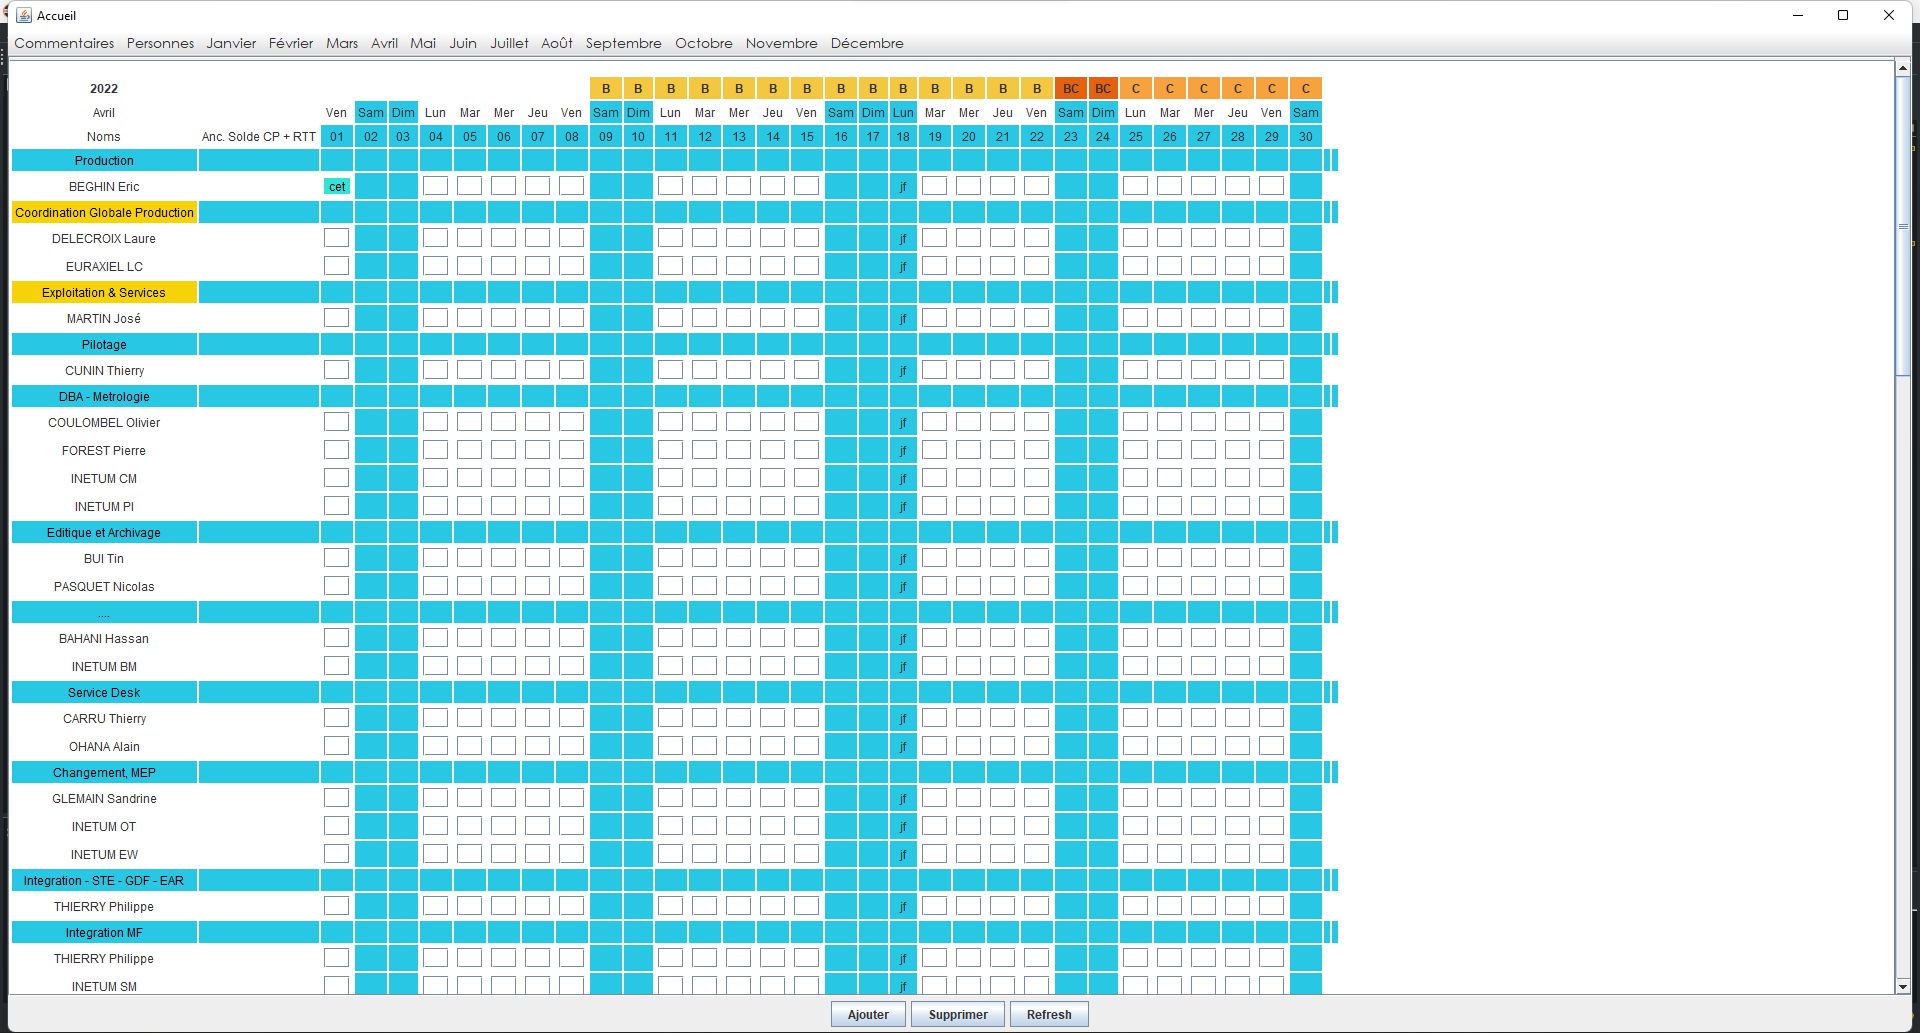 Accueil
Commentaires Personnes Janvier Février Mars Avril Mai Juin Juillet Août Septembre Octobre Novembre Décembre
2022 B B B B B B B B B B B B B B BC BC C C C C C C
Avril Ven Sam Dim Lun Mar Mer Jeu Ven Sam Dim Lun Mar Mer Jeu Ven Sam Dim Lun Mar Mer Jeu Ven Sam Dim Lun Mar Mer Jeu Ven Sam
Noms Anc. Solde CP + RTT 01 02 03 04 05 06 07 08 09 10 11 12 13 14 15 16 17 18 19 20 21 22 23 24 25 26 27 28 29 30
Production
BEGHIN Eric cet jf
Coordination Globale Production
DELECROIX Laure jf
EURAXIEL LC jf
Exploitation & Services
MARTIN José jf
Pilotage
CUNIN Thierry jf
DBA - Metrologie
COULOMBEL Olivier jf
FOREST Pierre jf
INETUM CM jf
INETUM PI jf
Editique et Archivage
BUI Tin jf
PASQUET Nicolas jf
....
BAHANI Hassan jf
INETUM BM jf
Service Desk
CARRU Thierry jf
OHANA Alain jf
Changement, MEP
GLEMAIN Sandrine jf
INETUM OT jf
INETUM EW jf
Integration - STE - GDF - EAR
THIERRY Philippe jf
Integration MF
THIERRY Philippe jf
INETUM SM jf
Ajouter Supprimer Refresh